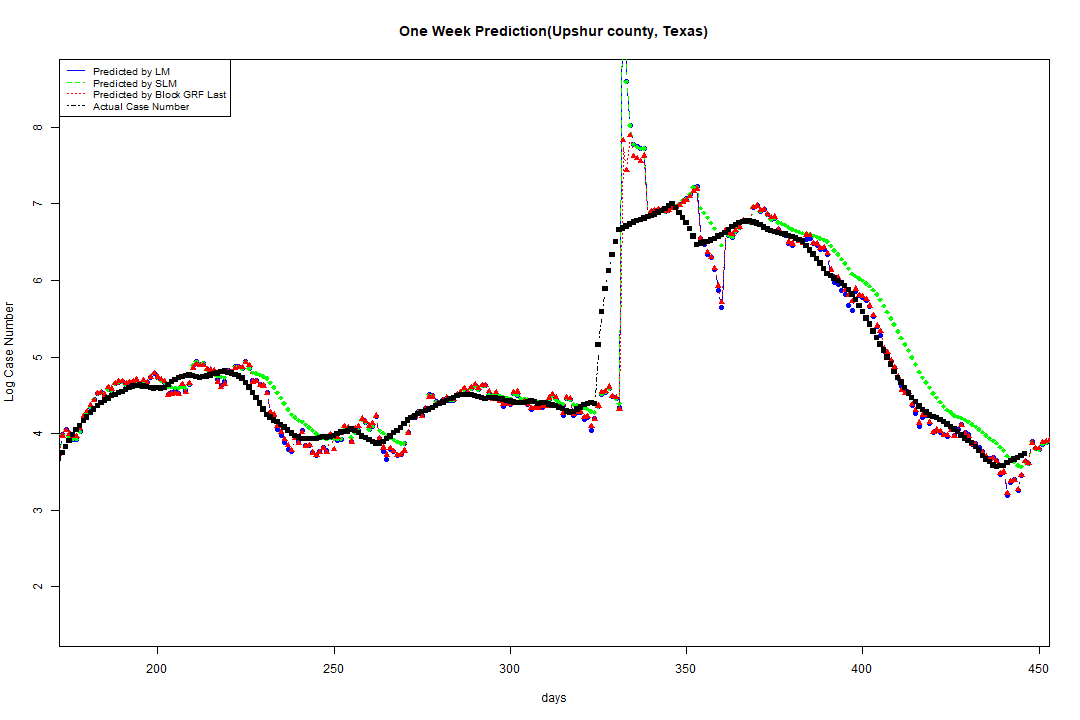 One Week Prediction(Upshur county, Texas)
Predicted by LM
Predicted by SLM
Predicted by Block GRF Last
Actual Case Number
Log Case Number
8
7
6
5
4
3
2
200 250 300 350 400 450
days